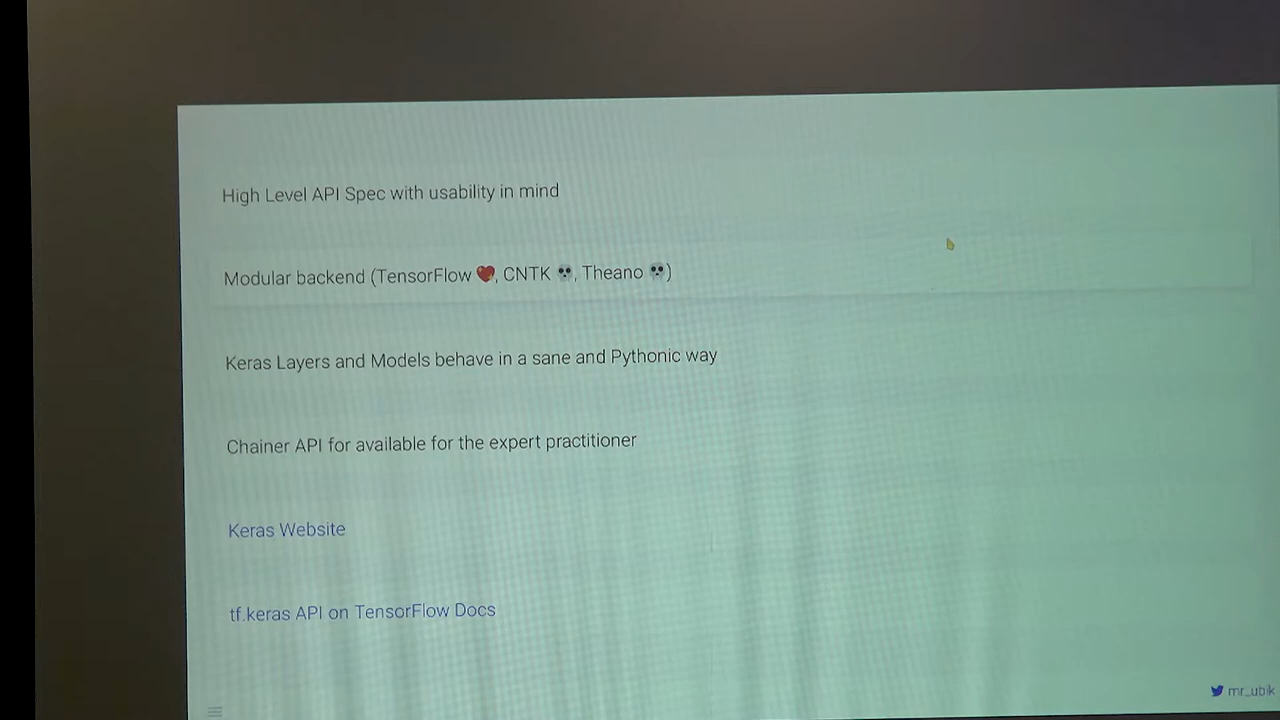 High Level API Spec with usability in mind
Modular backend (TensorFlow ❤️, CNTK 💀, Theano 💀)
Keras Layers and Models behave in a sane and Pythonic way
Chainer API for available for the expert practitioner
Keras Website
tf.keras API on TensorFlow Docs
mr_ubik